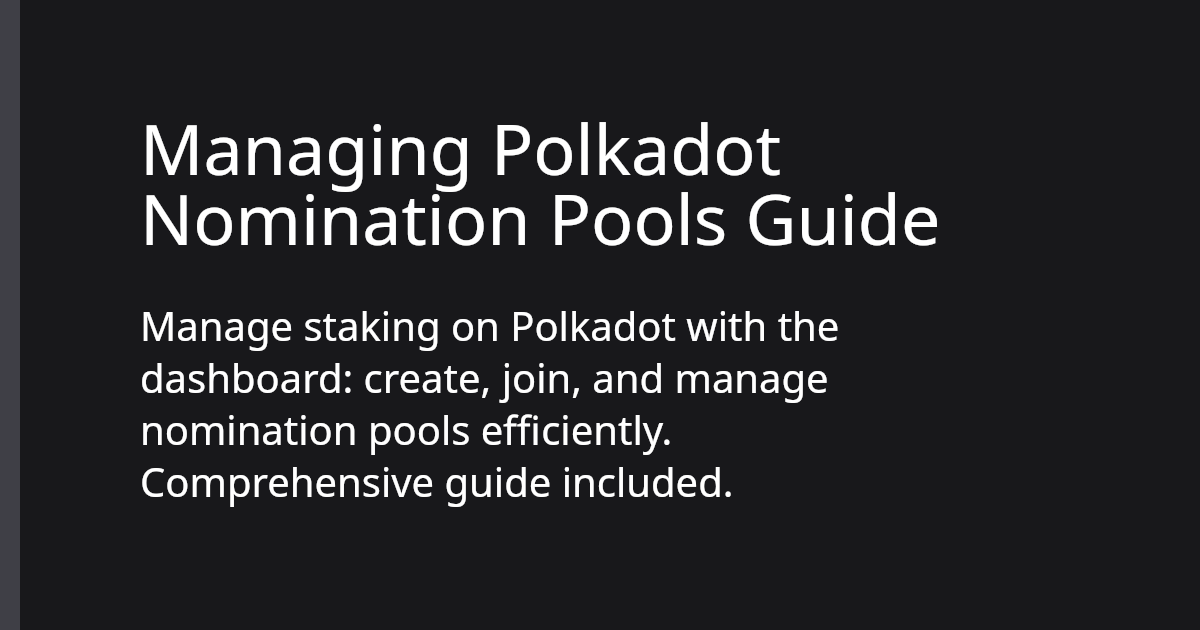 Managing Polkadot
Nomination Pools Guide
Manage staking on Polkadot with the
dashboard: create, join, and manage
nomination pools efficiently.
Comprehensive guide included.